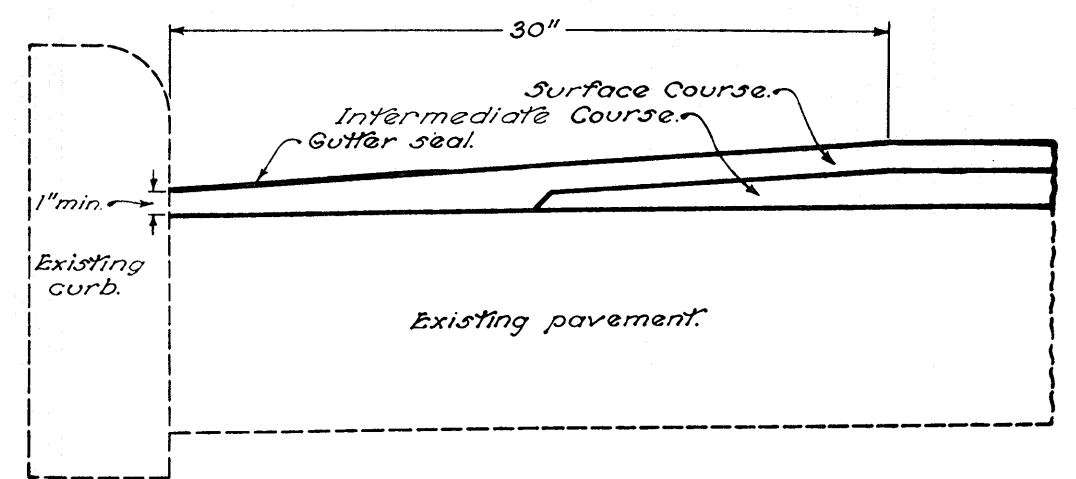 30"
Surface Course.
Intermediate Course.
Gutter seal.
1" min.
Existing
curb.
Existing pavement.